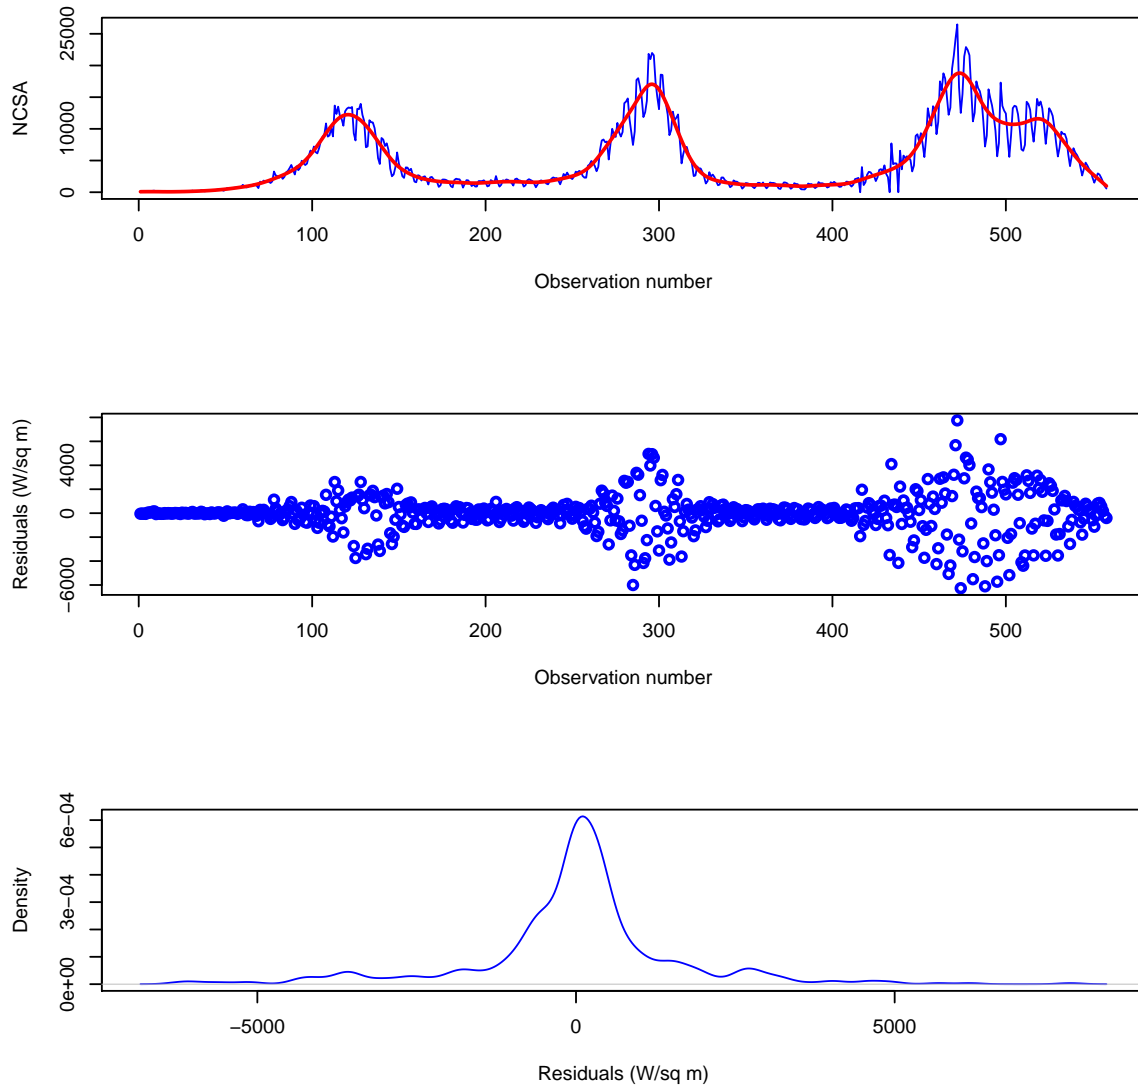 NCSA
25000
10000
0
0 100 200 300 400 500
Observation number
Residuals (W/sq m)
4000
0
−6000
0 100 200 300 400 500
Observation number
Density
6e−04
3e−04
0e+00
−5000 0 5000
Residuals (W/sq m)